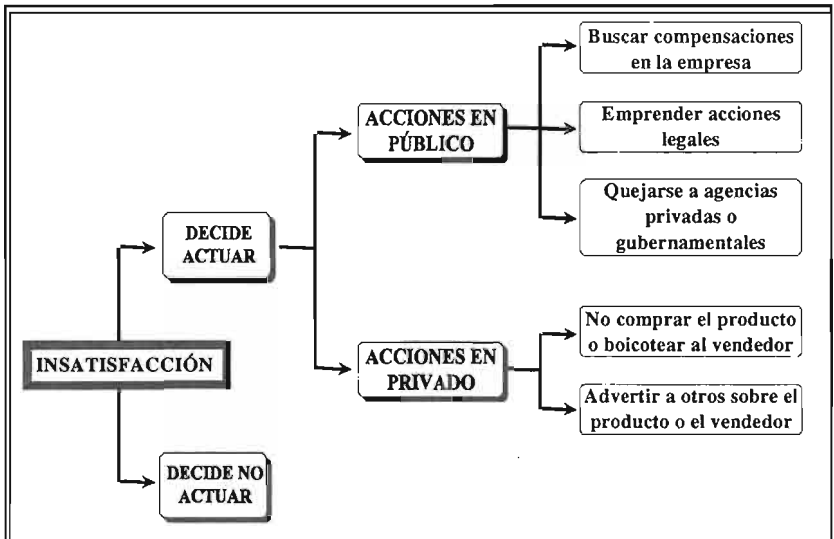 Buscar compensaciones
en la empresa
ACCIONES EN
PÚBLICO
Emprender acciones
legales
Quejarse a agencias
privadas o
gubernamentales
DECIDE
ACTUAR
INSATISFACCIÓN
No comprar el producto
o boicotear al vendedor
ACCIONES EN
PRIVADO
Advertir a otros sobre el
producto o el vendedor
DECIDE NO
ACTUAR